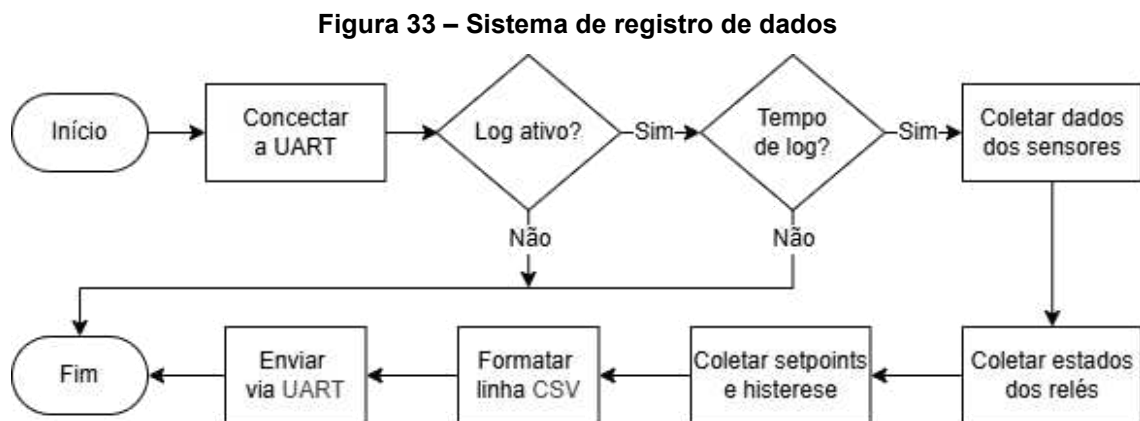 Figura 33 – Sistema de registro de dados
Início
Concectar
a UART
Log ativo?
Sim
Tempo
de log?
Sim
Coletar dados
dos sensores
Não
Não
Fim
Enviar
via UART
Formatar
linha CSV
Coletar setpoints
e histerese
Coletar estados
dos relés